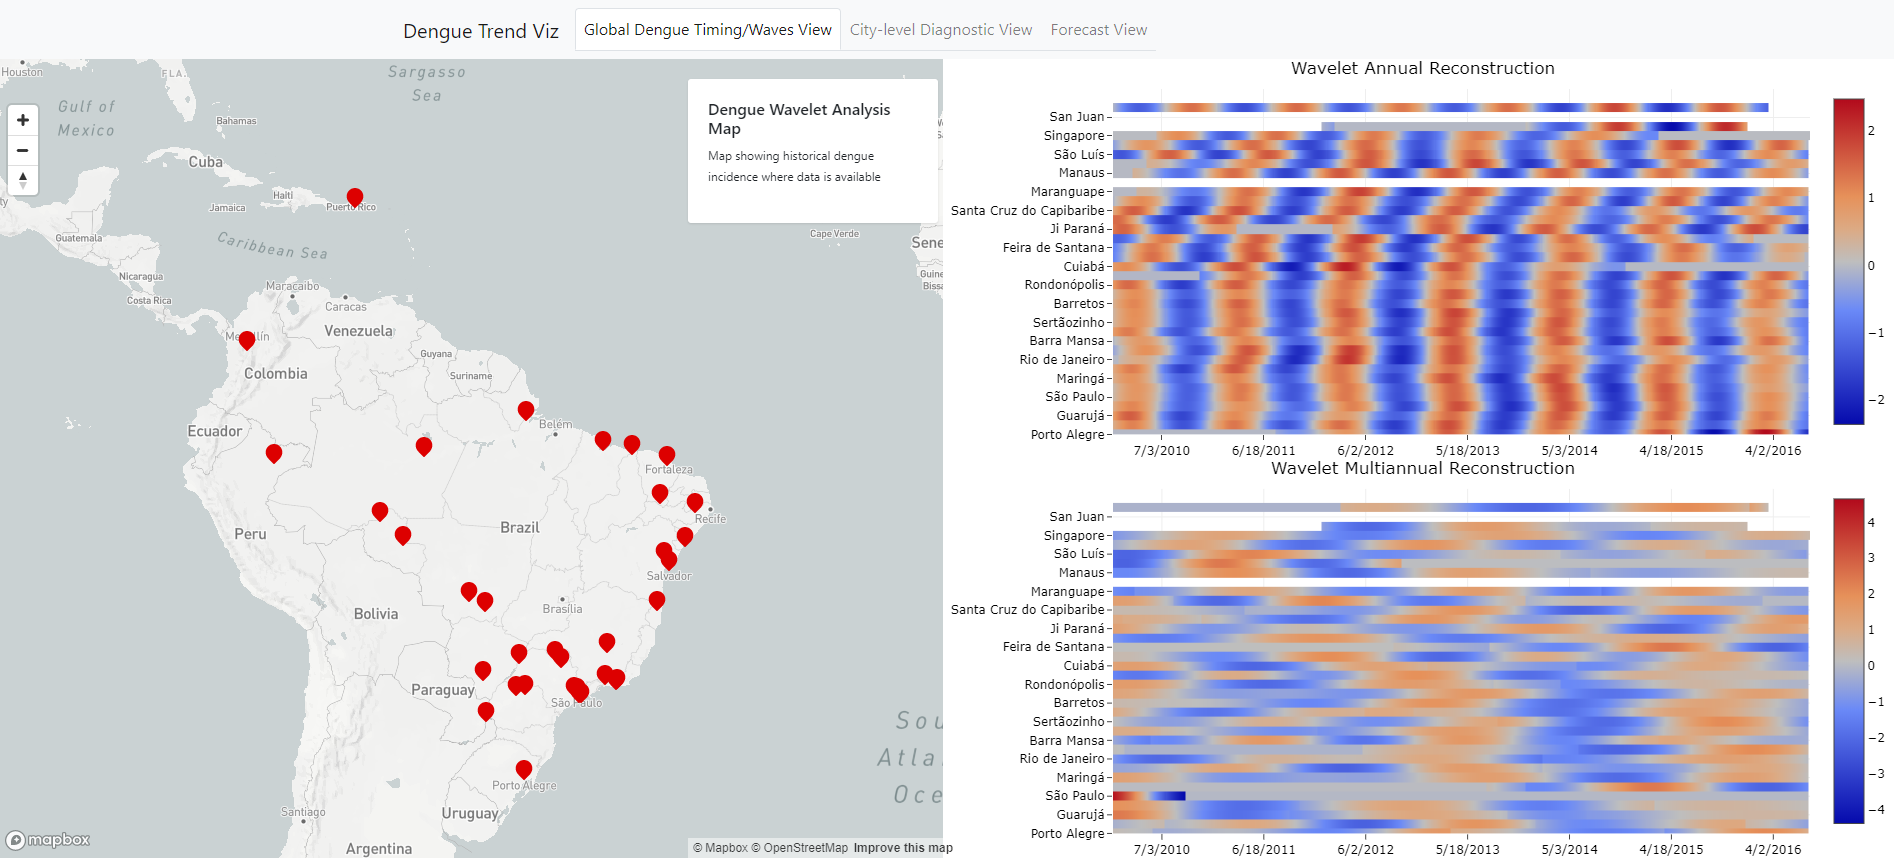 Dengue Trend Viz
Global Dengue Timing/Waves View
City-level Diagnostic View
Forecast View
Houston
FLA.
Sargasso
Sea
Gulf of
Mexico
Bahamas
Cuba
Haiti
Jamaica
Puerto Rico
Guatemala
Caribbean Sea
Nicaragua
Costa Rica
Maracaibo
Caracas
Venezuela
Guyana
Suriname
Colombia
Ecuador
Belém
Fortaleza
Recife
Peru
Brazil
Salvador
Bolivia
Brasília
Paraguay
São Paulo
Porto Alegre
Uruguay
Santiago
Argentina
Cape Verde
Sene
Guine
Bissa
Sou
Atla
Oce
Dengue Wavelet Analysis
Map
Map showing historical dengue
incidence where data is available
mapbox
© Mapbox © OpenStreetMap Improve this map
Wavelet Annual Reconstruction
San Juan
Singapore
São Luís
Manaus
Maranguape
Santa Cruz do Capibaribe
Ji Paraná
Feira de Santana
Cuiabá
Rondonópolis
Barretos
Sertãozinho
Barra Mansa
Rio de Janeiro
Maringá
São Paulo
Guarujá
Porto Alegre
7/3/2010 6/18/2011 6/2/2012 5/18/2013 5/3/2014 4/18/2015 4/2/2016
2
1
0
−1
−2
Wavelet Multiannual Reconstruction
San Juan
Singapore
São Luís
Manaus
Maranguape
Santa Cruz do Capibaribe
Ji Paraná
Feira de Santana
Cuiabá
Rondonópolis
Barretos
Sertãozinho
Barra Mansa
Rio de Janeiro
Maringá
São Paulo
Guarujá
Porto Alegre
7/3/2010 6/18/2011 6/2/2012 5/18/2013 5/3/2014 4/18/2015 4/2/2016
4
3
2
1
0
−1
−2
−3
−4